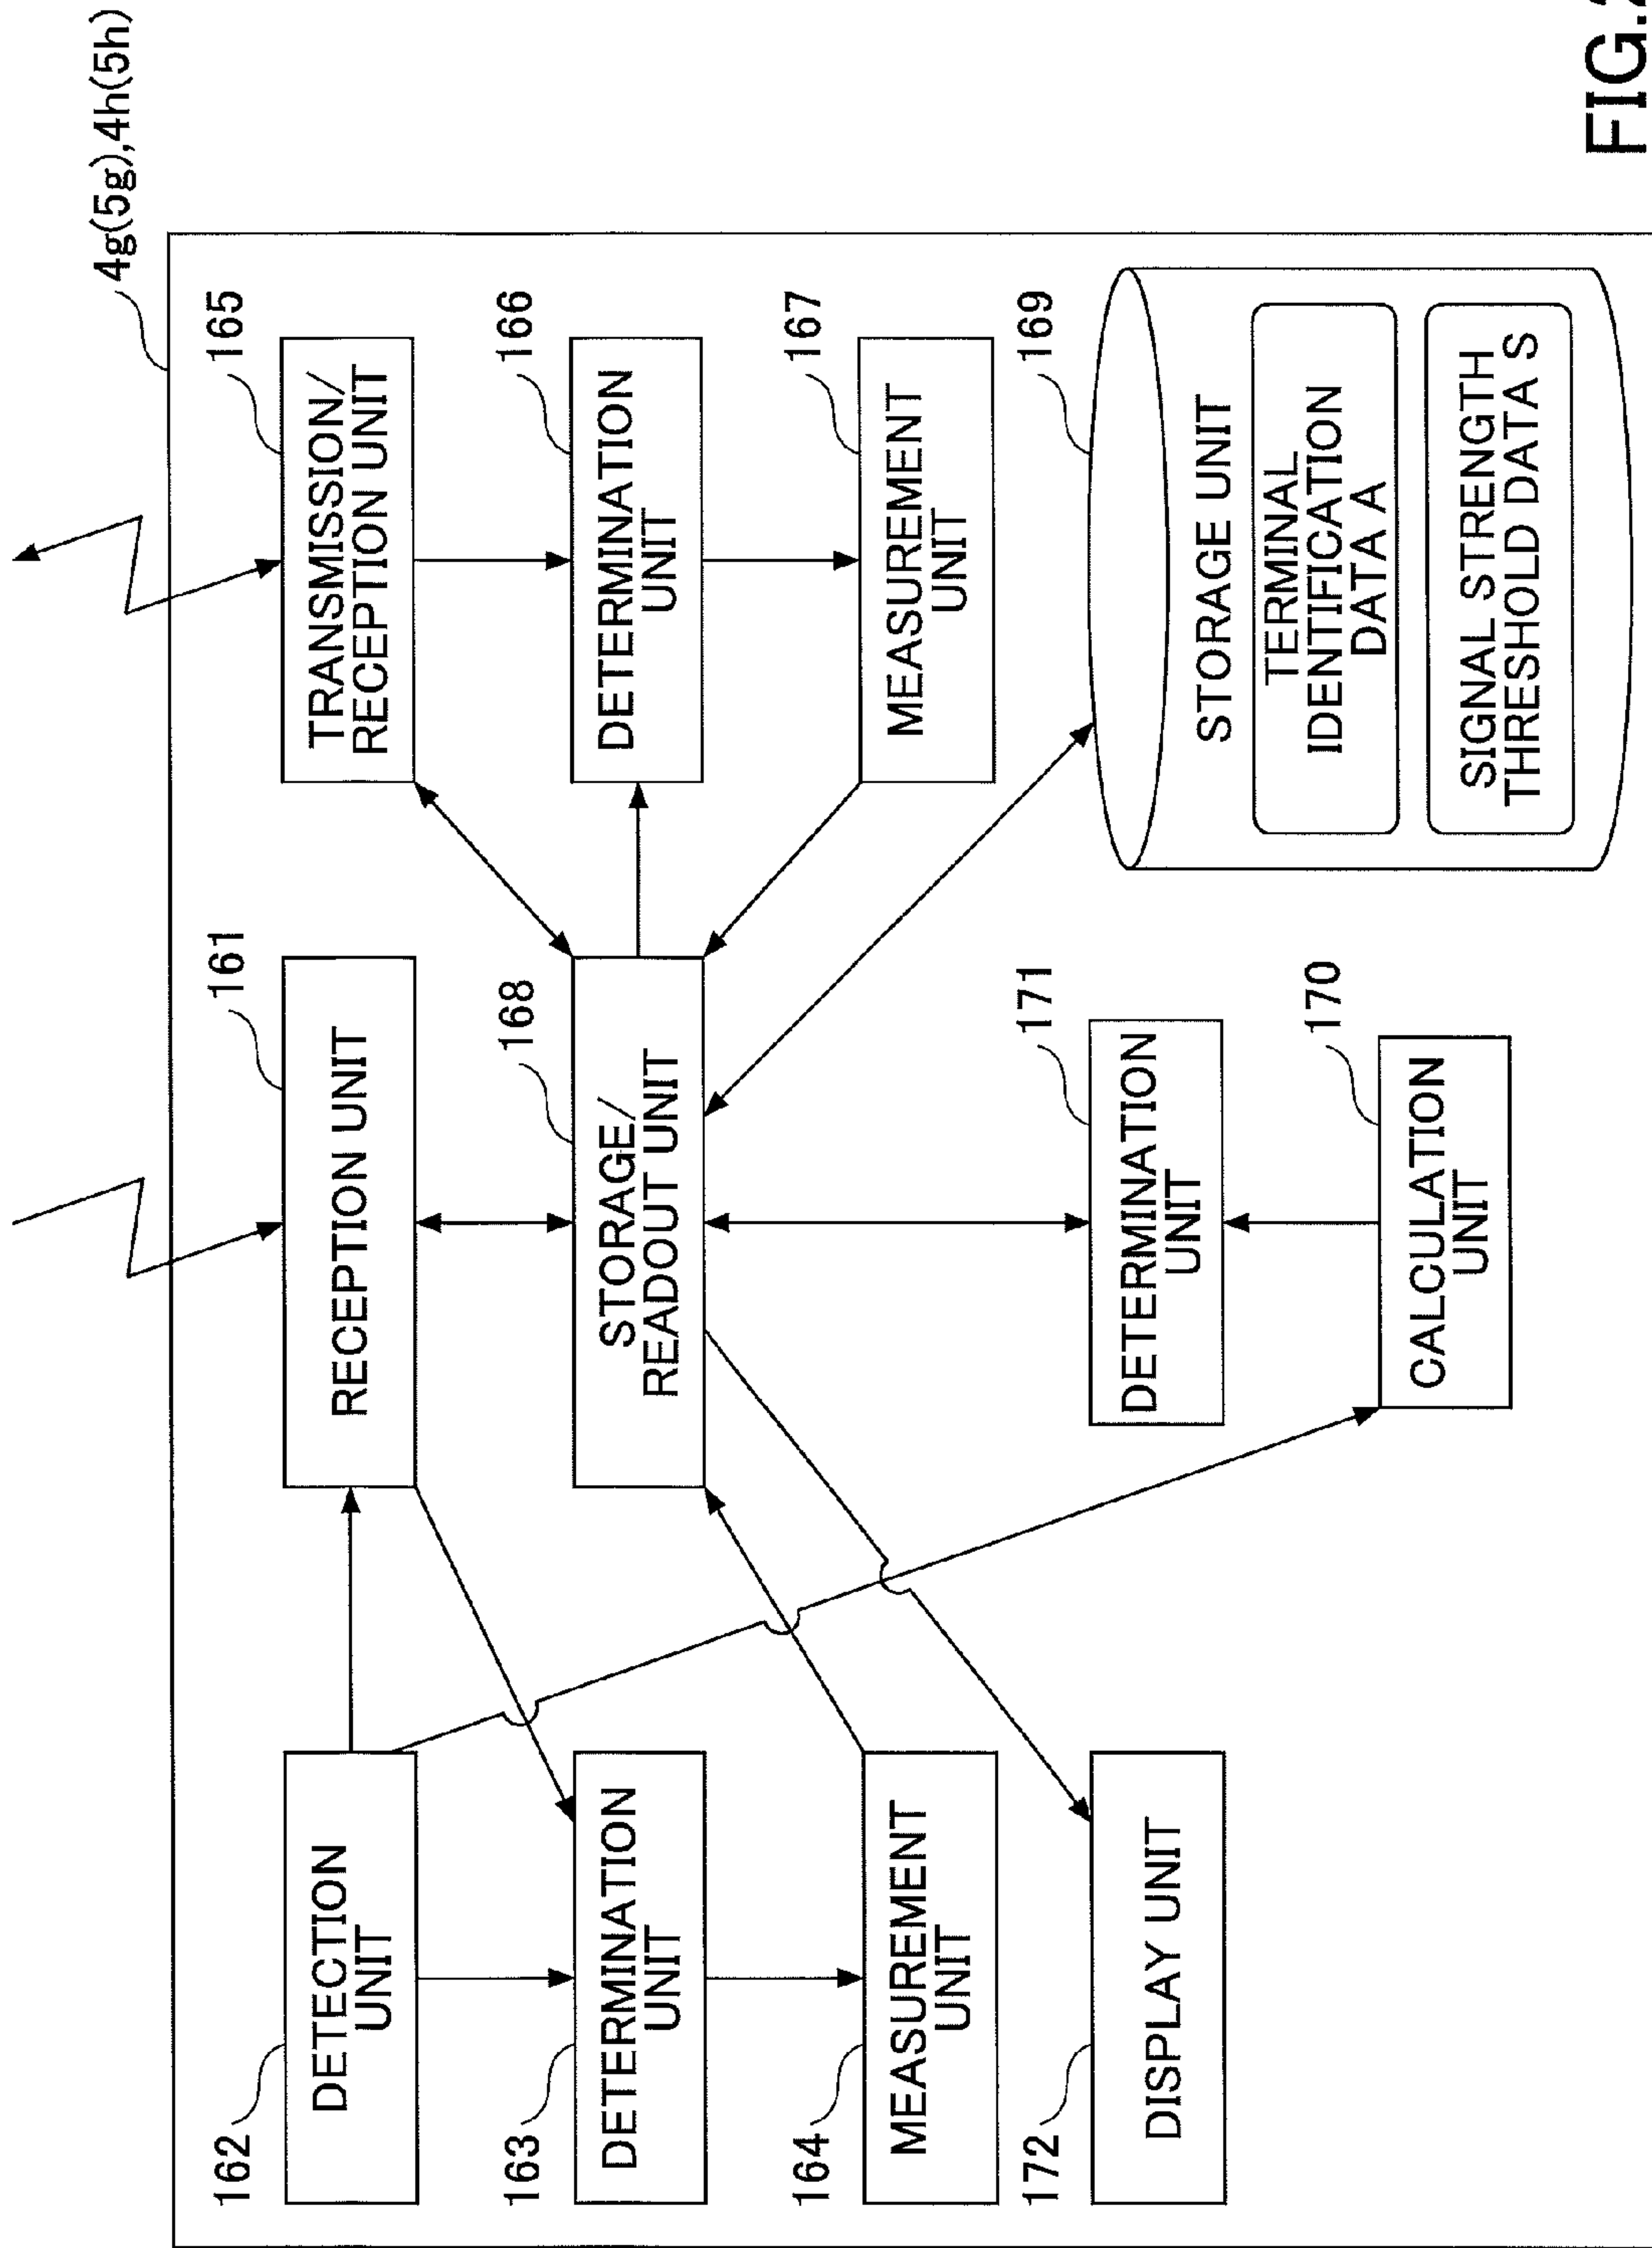 4g(5g),4h(5h)
162
DETECTION
UNIT
161
RECEPTION UNIT
165
TRANSMISSION/
RECEPTION UNIT
163
DETERMINATION
UNIT
168
STORAGE/
READOUT UNIT
166
DETERMINATION
UNIT
164
MEASUREMENT
UNIT
167
MEASUREMENT
UNIT
172
DISPLAY UNIT
171
DETERMINATION
UNIT
170
CALCULATION
UNIT
169
STORAGE UNIT
TERMINAL
IDENTIFICATION
DATA A
SIGNAL STRENGTH
THRESHOLD DATA S
FIG.2